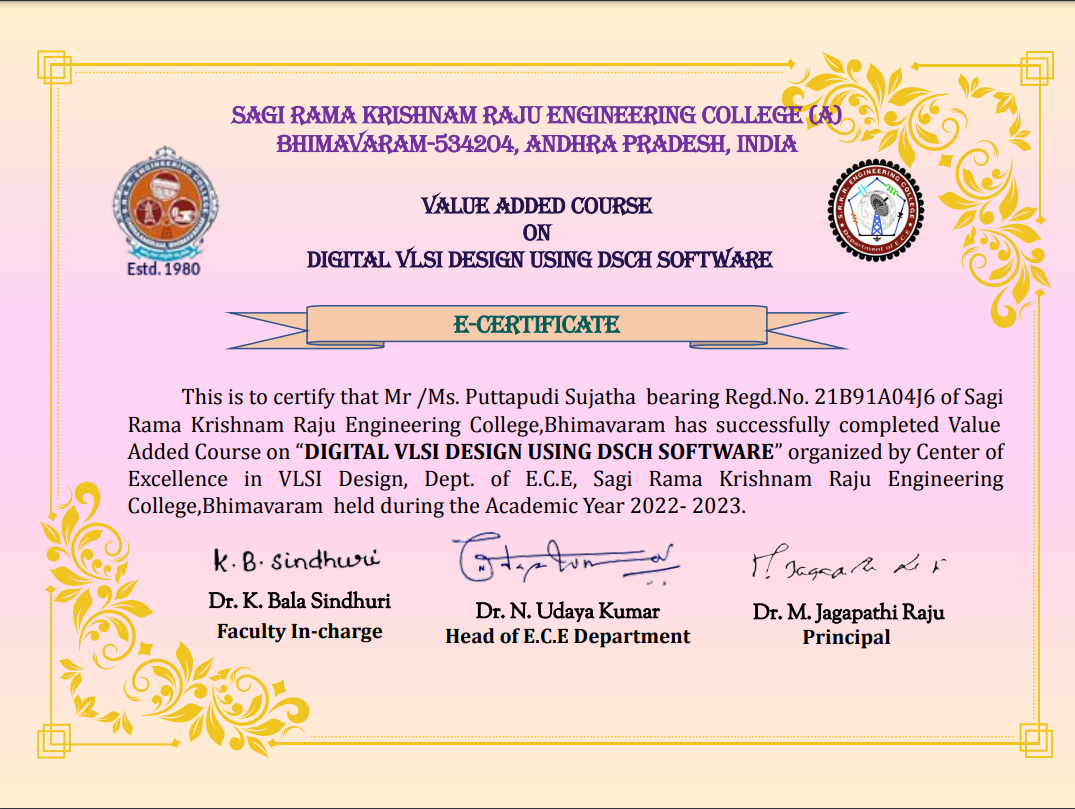 SAGI RAMA KRISHNAM RAJU ENGINEERING COLLEGE (A)
BHIMAVARAM-534204, ANDHRA PRADESH, INDIA
Estd. 1980
S.R.K.R. ENGINEERING COLLEGE
Department of E.C.E
VALUE ADDED COURSE
ON
DIGITAL VLSI DESIGN USING DSCH SOFTWARE
E-CERTIFICATE
This is to certify that Mr /Ms. Puttapudi Sujatha bearing Regd.No. 21B91A04J6 of Sagi
Rama Krishnam Raju Engineering College,Bhimavaram has successfully completed Value
Added Course on “DIGITAL VLSI DESIGN USING DSCH SOFTWARE” organized by Center of
Excellence in VLSI Design, Dept. of E.C.E, Sagi Rama Krishnam Raju Engineering
College,Bhimavaram held during the Academic Year 2022- 2023.
K.B.Sindhuri
Dr. K. Bala Sindhuri
Faculty In-charge
Dr. N. Udaya Kumar
Head of E.C.E Department
Dr. M. Jagapathi Raju
Principal